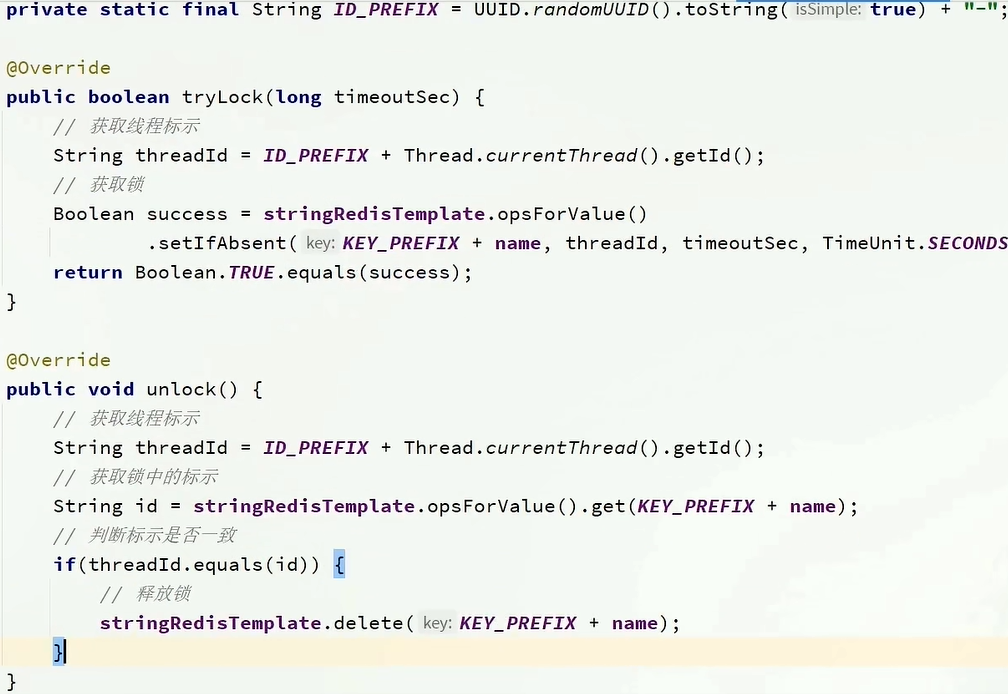 private static final String ID_PREFIX = UUID.randomUUID().toString( isSimple: true) + "-";
@Override
public boolean tryLock(long timeoutSec) {
// 获取线程标示
String threadId = ID_PREFIX + Thread.currentThread().getId();
// 获取锁
Boolean success = stringRedisTemplate.opsForValue()
.setIfAbsent( key: KEY_PREFIX + name, threadId, timeoutSec, TimeUnit.SECONDS
return Boolean.TRUE.equals(success);
}
@Override
public void unlock() {
// 获取线程标示
String threadId = ID_PREFIX + Thread.currentThread().getId();
// 获取锁中的标示
String id = stringRedisTemplate.opsForValue().get(KEY_PREFIX + name);
// 判断标示是否一致
if(threadId.equals(id)) {
// 释放锁
stringRedisTemplate.delete( key: KEY_PREFIX + name);
}
}